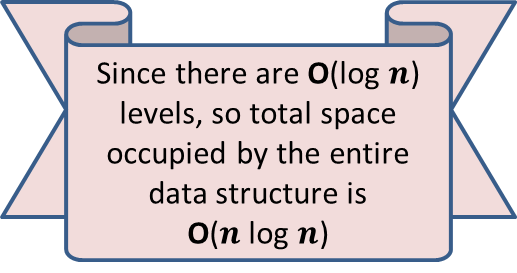 Since there are O(log n)
levels, so total space
occupied by the entire
data structure is
O(n log n)